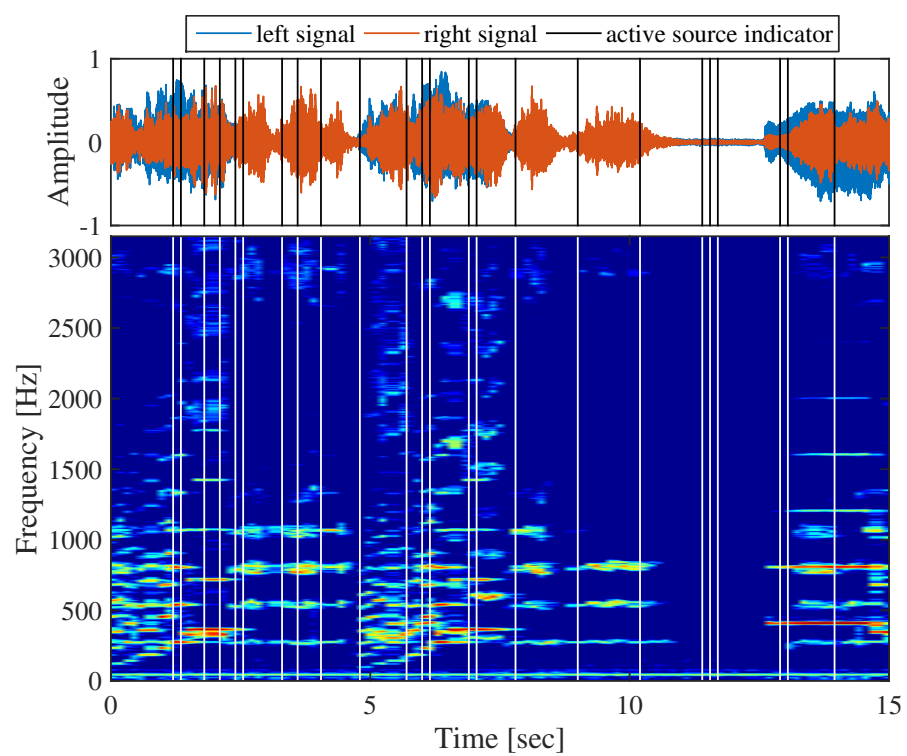 left signal right signal active source indicator
1
0
-1
Amplitude
3000
2500
2000
1500
1000
500
0
Frequency [Hz]
0 5 10 15
Time [sec]